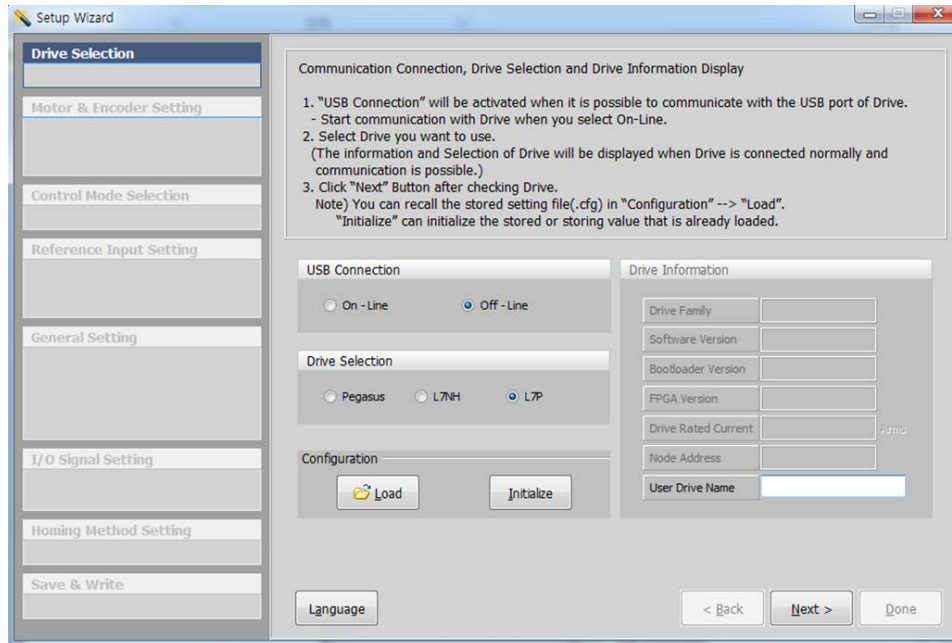 Setup Wizard
Drive Selection
Motor & Encoder Setting
Control Mode Selection
Reference Input Setting
General Setting
I/O Signal Setting
Homing Method Setting
Save & Write
Communication Connection, Drive Selection and Drive Information Display
1. "USB Connection" will be activated when it is possible to communicate with the USB port of Drive.
- Start communication with Drive when you select On-Line.
2. Select Drive you want to use.
(The information and Selection of Drive will be displayed when Drive is connected normally and
communication is possible.)
3. Click "Next" Button after checking Drive.
Note) You can recall the stored setting file(.cfg) in "Configuration" --> "Load".
"Initialize" can initialize the stored or storing value that is already loaded.
USB Connection
On - Line Off - Line
Drive Selection
Pegasus L7NH L7P
Configuration
Load Initialize
Drive Information
Drive Family
Software Version
Bootloader Version
FPGA Version
Drive Rated Current Arms
Node Address
User Drive Name
Language < Back Next > Done